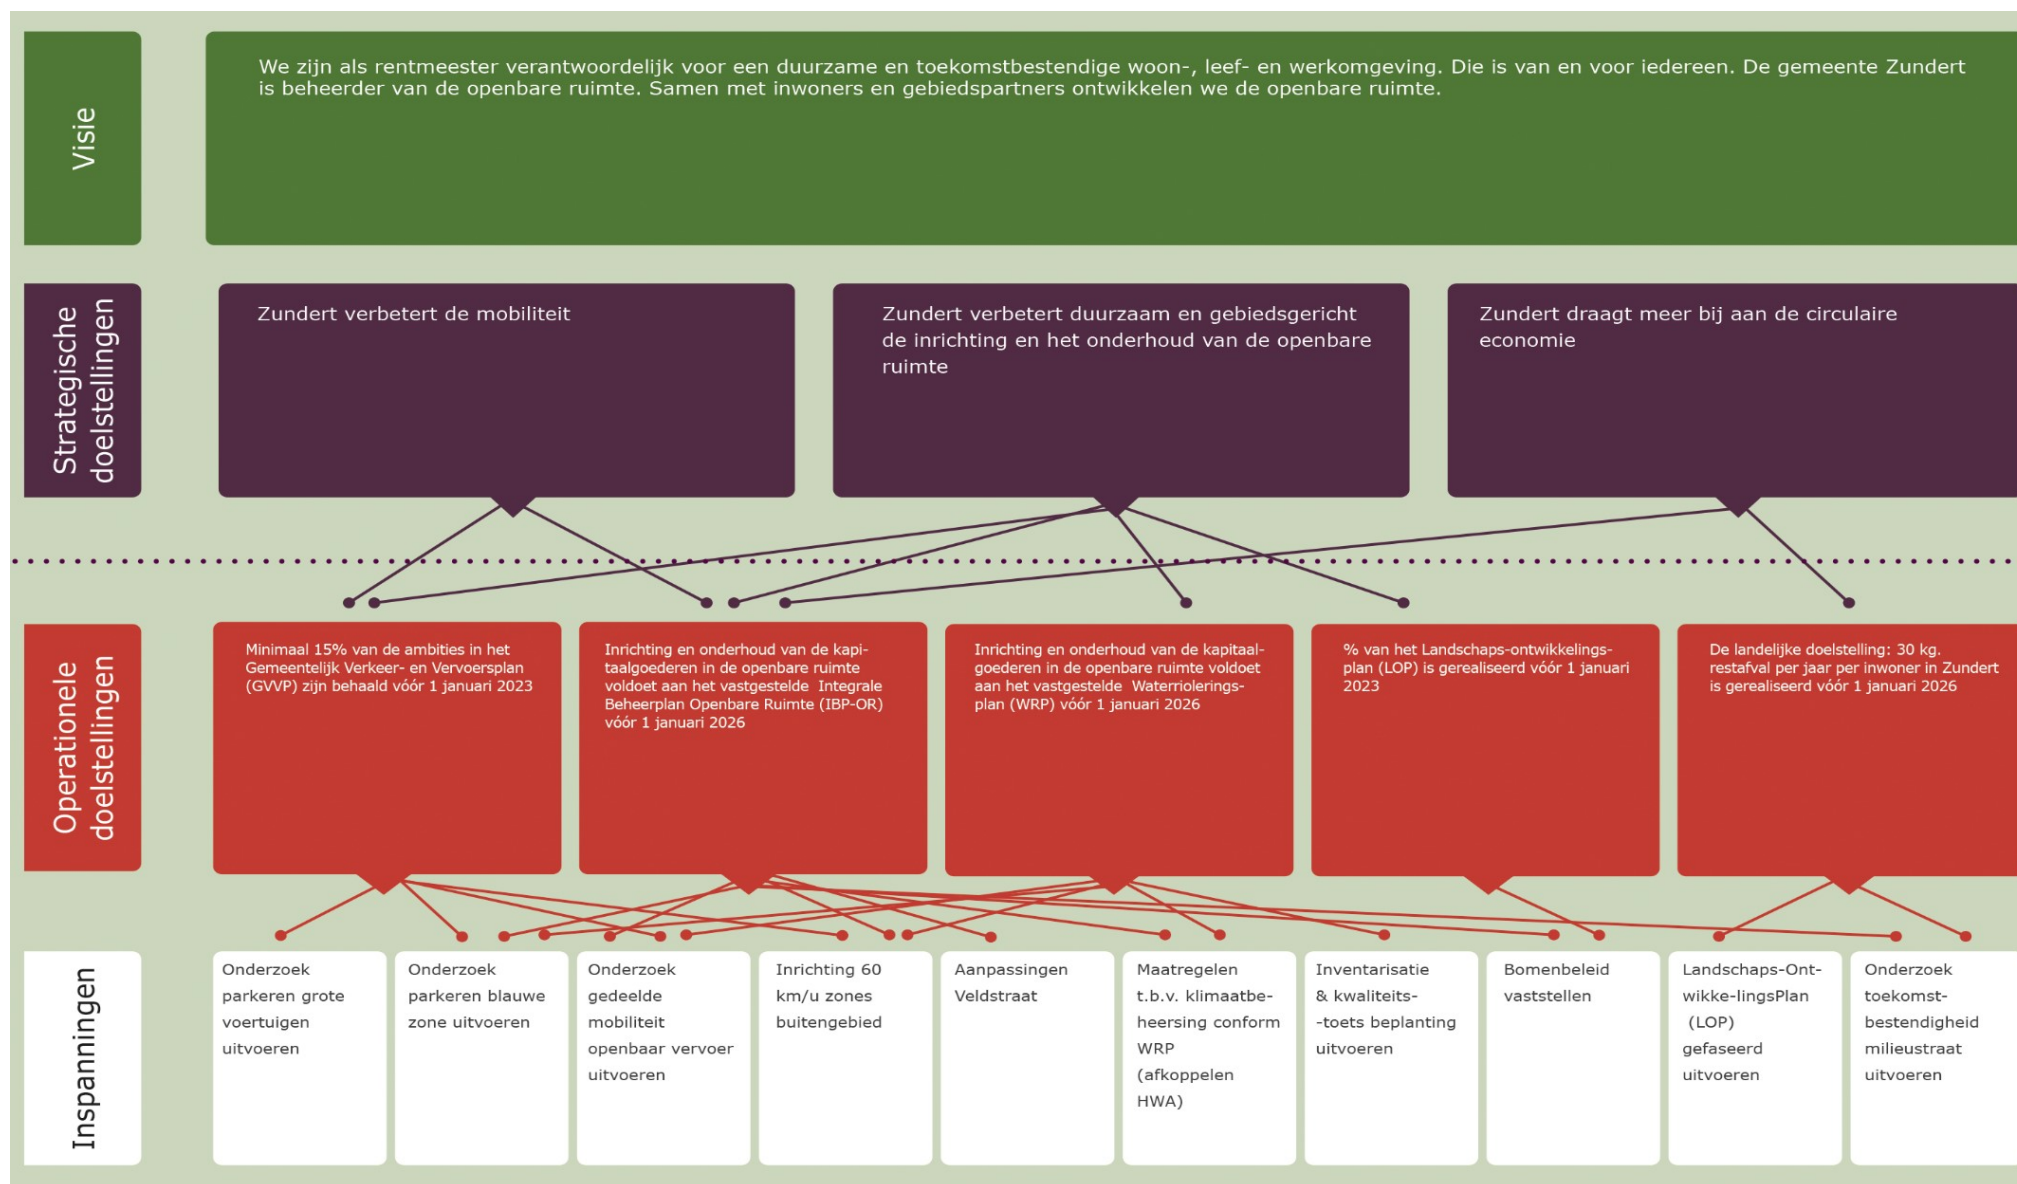 Visie
We zijn als rentmeester verantwoordelijk voor een duurzame en toekomstbestendige woon-, leef- en werkomgeving. Die is van en voor iedereen. De gemeente Zundert
is beheerder van de openbare ruimte. Samen met inwoners en gebiedspartners ontwikkelen we de openbare ruimte.
Strategische
doelstellingen
Zundert verbetert de mobiliteit
Zundert verbetert duurzaam en gebiedsgericht
de inrichting en het onderhoud van de openbare
ruimte
Zundert draagt meer bij aan de circulaire
economie
Operationele
doelstellingen
Minimaal 15% van de ambities in het
Gemeentelijk Verkeer- en Vervoersplan
(GVVP) zijn behaald vóór 1 januari 2023
Inrichting en onderhoud van de kapi-
taalgoederen in de openbare ruimte
voldoet aan het vastgestelde Integrale
Beheerplan Openbare Ruimte (IBP-OR)
vóór 1 januari 2026
Inrichting en onderhoud van de kapitaal-
goederen in de openbare ruimte voldoet
aan het vastgestelde Waterriolerings-
plan (WRP) vóór 1 januari 2026
% van het Landschaps-ontwikkelings-
plan (LOP) is gerealiseerd vóór 1 januari
2023
De landelijke doelstelling: 30 kg.
restafval per jaar per inwoner in Zundert
is gerealiseerd vóór 1 januari 2026
Inspanningen
Onderzoek
parkeren grote
voertuigen
uitvoeren
Onderzoek
parkeren blauwe
zone uitvoeren
Onderzoek
gedeelde
mobiliteit
openbaar vervoer
uitvoeren
Inrichting 60
km/u zones
buitengebied
Aanpassingen
Veldstraat
Maatregelen
t.b.v. klimaatbe-
heersing conform
WRP
(afkoppelen
HWA)
Inventarisatie
& kwaliteits-
-toets beplanting
uitvoeren
Bomenbeleid
vaststellen
Landschaps-Ont-
wikke-lingsPlan
(LOP)
gefaseerd
uitvoeren
Onderzoek
toekomst-
bestendigheid
milieustraat
uitvoeren